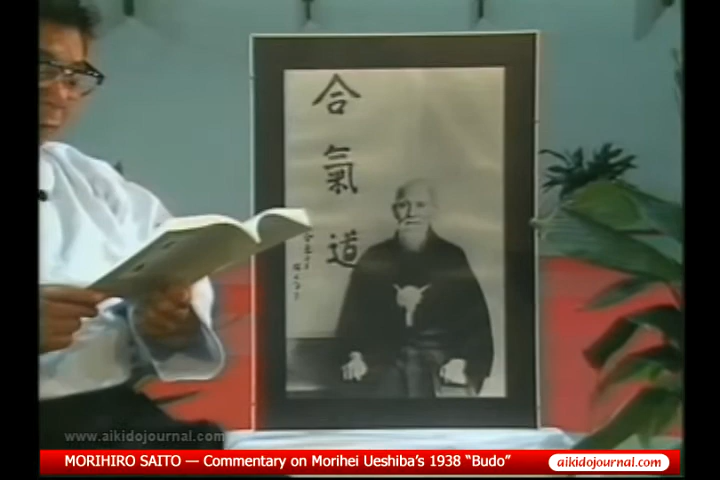 合
氣
道
www.aikidojournal.com
MORIHIRO SAITO — Commentary on Morihei Ueshiba's 1938 “Budo”
aikidojournal.com